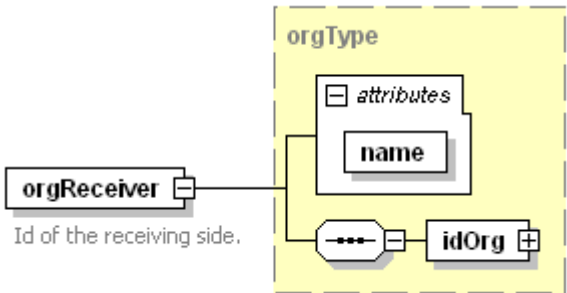 orgType
attributes
name
orgReceiver
Id of the receiving side.
idOrg